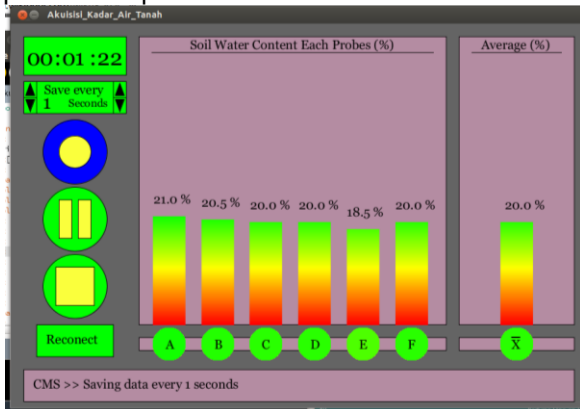 Akuisisi_Kadar_Air_Tanah
00:01:22
Save every
1 Seconds
Reconect
Soil Water Content Each Probes (%)
21.0 % 20.5 % 20.0 % 20.0 % 18.5 % 20.0 %
A B C D E F
Average (%)
20.0 %
X
CMS >> Saving data every 1 seconds